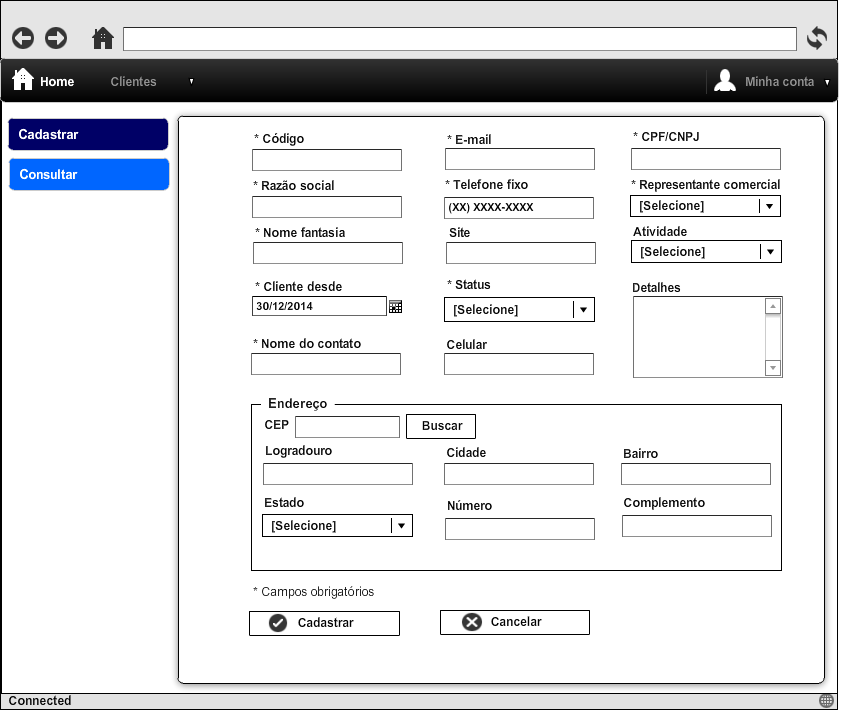 Home
Clientes
Minha conta
Cadastrar
Consultar
* Código
* E-mail
* CPF/CNPJ
* Razão social
* Telefone fixo
(XX) XXXX-XXXX
* Representante comercial
[Selecione]
* Nome fantasia
Site
Atividade
[Selecione]
* Cliente desde
30/12/2014
* Status
[Selecione]
Detalhes
* Nome do contato
Celular
Endereço
CEP
Buscar
Logradouro
Cidade
Bairro
Estado
[Selecione]
Número
Complemento
* Campos obrigatórios
Cadastrar
Cancelar
Connected